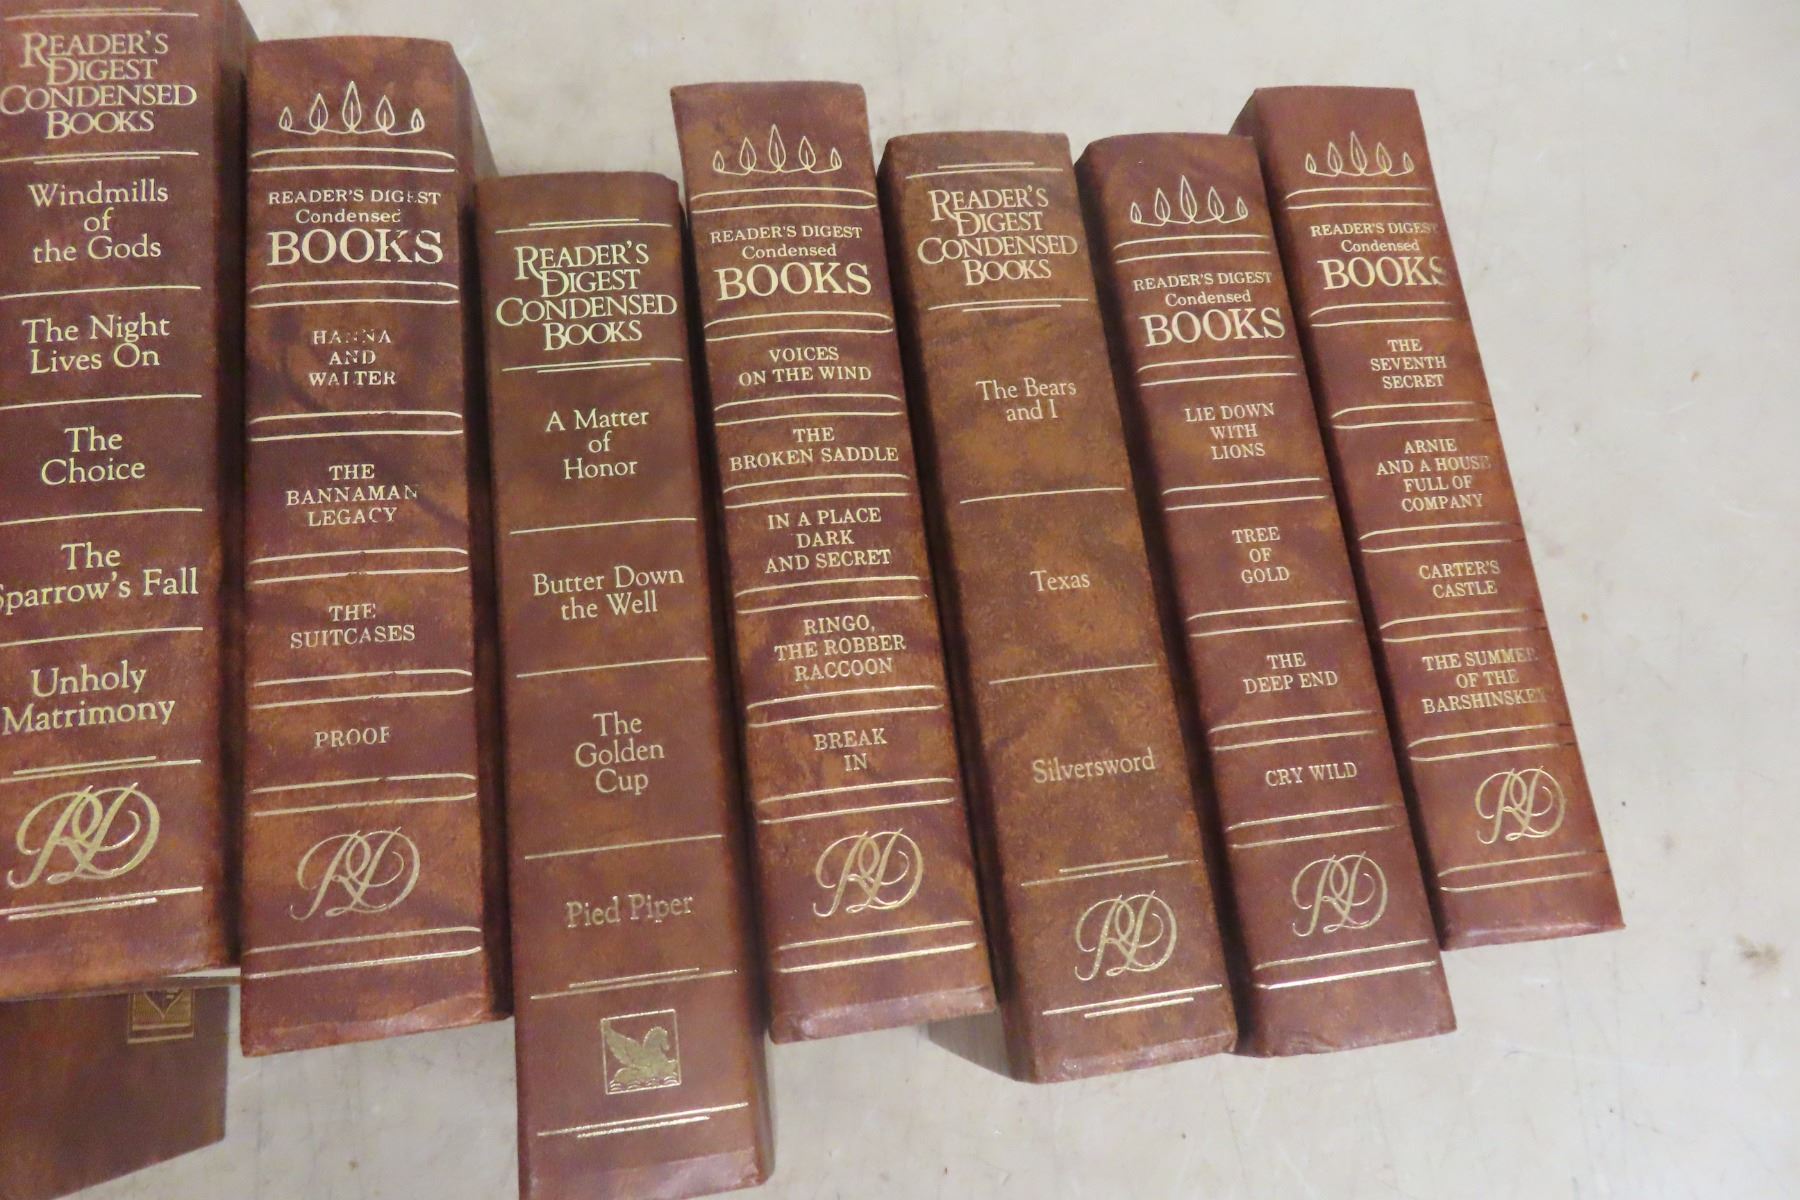 READER'S
DIGEST
CONDENSED
BOOKS
Windmills
of
the Gods
The Night
Lives On
The
Choice
The
Sparrow's Fall
Unholy
Matrimony
RD
READER'S DIGEST
Condensed
BOOKS
HANNA
AND
WALTER
THE
BANNAMAN
LEGACY
THE
SUITCASES
PROOF
RD
READER'S
DIGEST
CONDENSED
BOOKS
A Matter
of
Honor
Butter Down
the Well
The
Golden
Cup
Pied Piper
READER'S DIGEST
Condensed
BOOKS
VOICES
ON THE WIND
THE
BROKEN SADDLE
IN A PLACE
DARK
AND SECRET
RINGO,
THE ROBBER
RACCOON
BREAK
IN
RD
READER'S
DIGEST
CONDENSED
BOOKS
The Bears
and I
Texas
Silversword
RD
READER'S DIGEST
Condensed
BOOKS
LIE DOWN
WITH
LIONS
TREE
OF
GOLD
THE
DEEP END
CRY WILD
RD
READER'S DIGEST
Condensed
BOOKS
THE
SEVENTH
SECRET
ARNIE
AND A HOUSE
FULL OF
COMPANY
CARTER'S
CASTLE
THE SUMMER
OF THE
BARSHINSKEY
RD